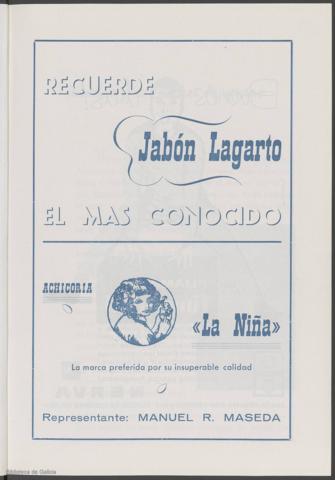 RECUERDE
Jabón Lagarto
EL MAS CONOCIDO
ACHICORIA
«La Niña»
La marca preferida por su insuperable calidad
Representante: MANUEL R. MASEDA
Biblioteca de Galicia